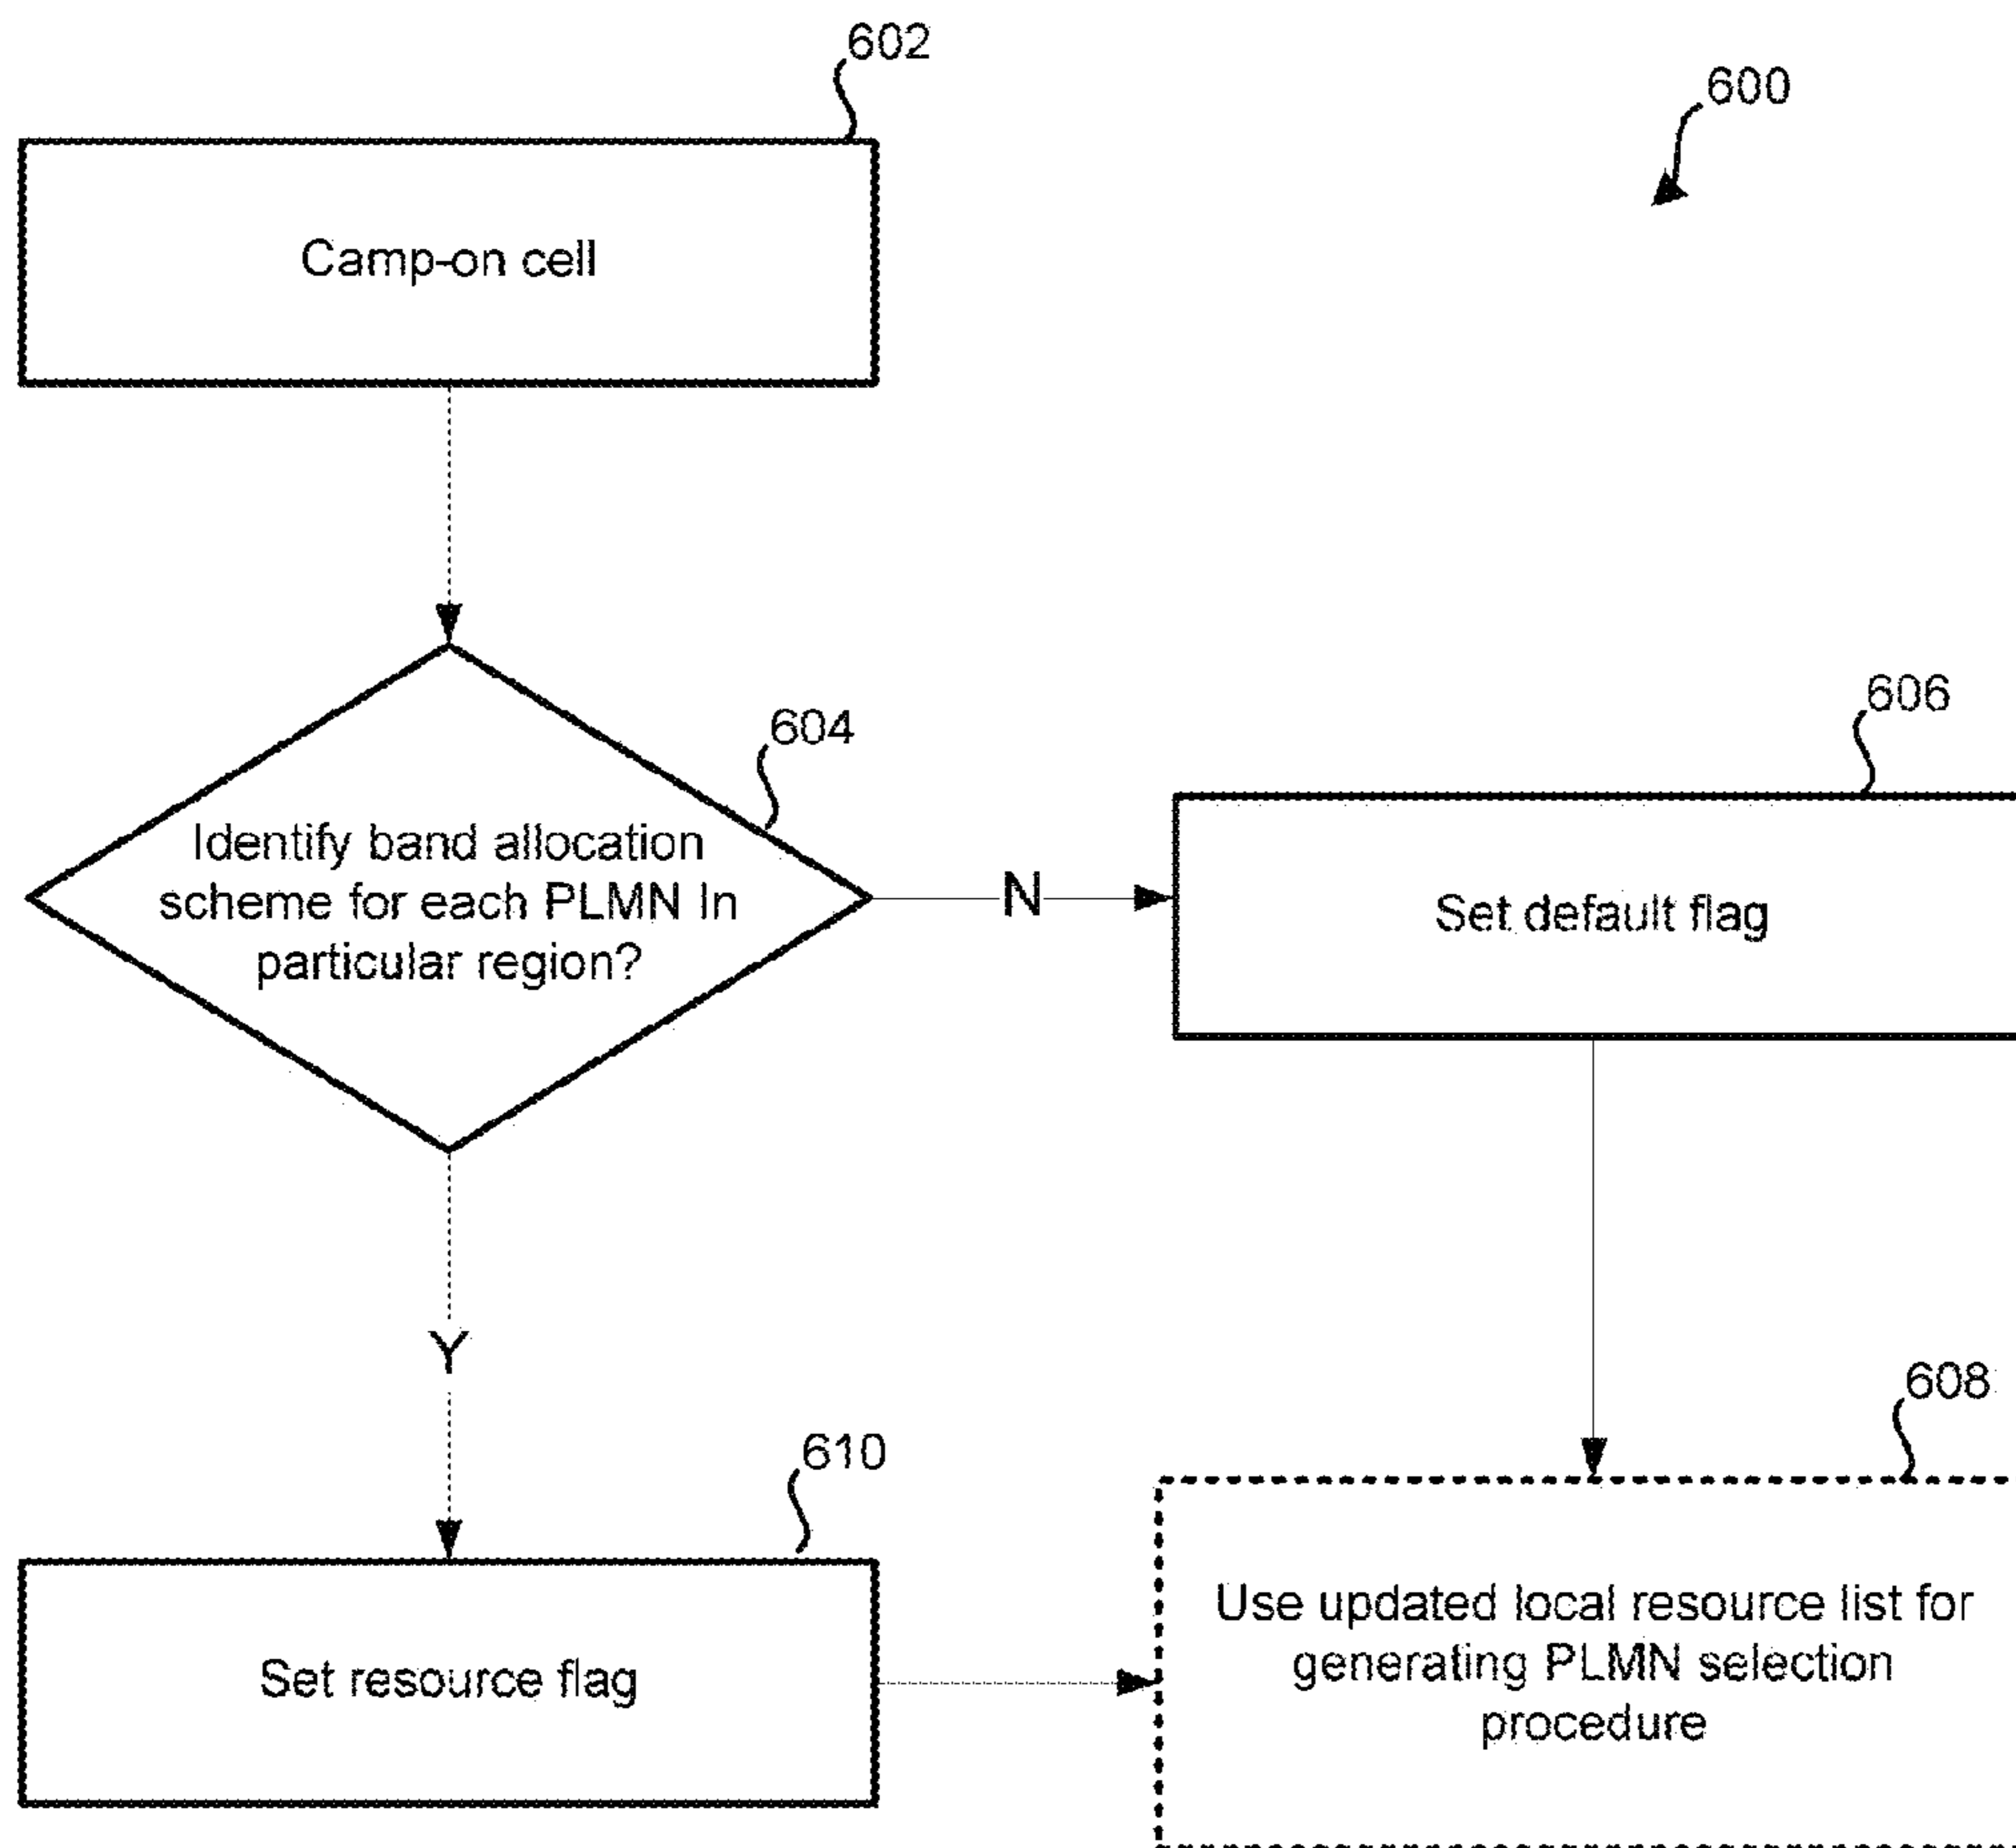 602
600
Camp-on cell
604
Identify band allocation
scheme for each PLMN In
particular region?
N
606
Set default flag
Y
610
Set resource flag
608
Use updated local resource list for
generating PLMN selection
procedure